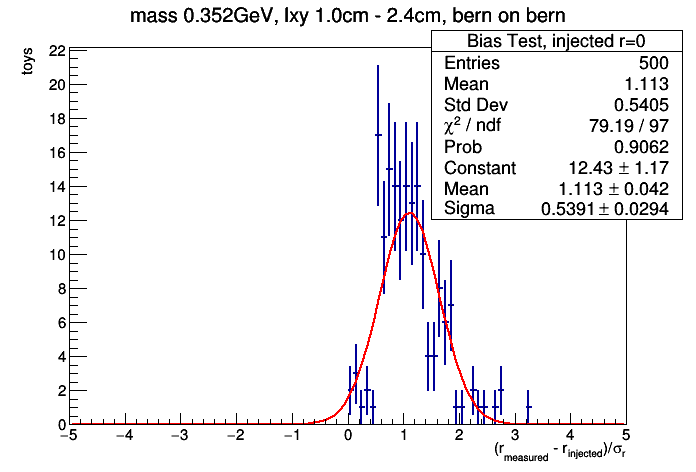 mass 0.352GeV, lxy 1.0cm - 2.4cm, bern on bern
Bias Test, injected r=0
Entries 500
Mean 1.113
Std Dev 0.5405
χ² / ndf 79.19 / 97
Prob 0.9062
Constant 12.43 ± 1.17
Mean 1.113 ± 0.042
Sigma 0.5391 ± 0.0294
toys
22
20
18
16
14
12
10
8
6
4
2
0
−5 −4 −3 −2 −1 0 1 2 3 4 5
(r_measured - r_injected)/σ_r